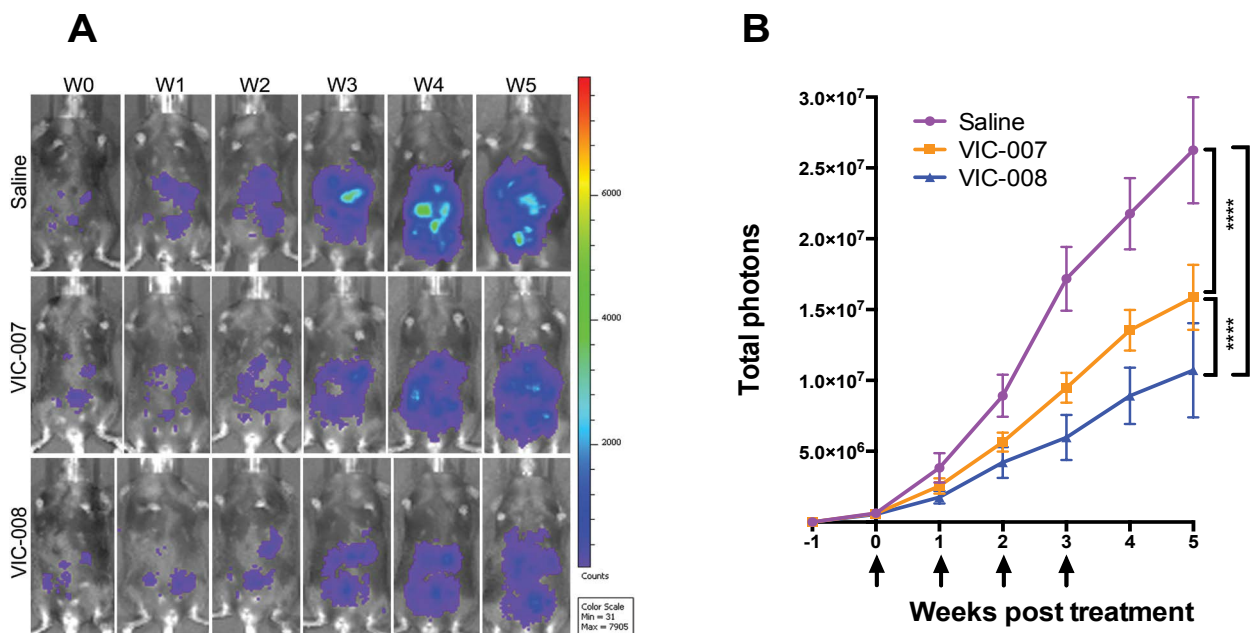 A
W0 W1 W2 W3 W4 W5
Saline
VIC-007
VIC-008
6000
4000
2000
Counts
Color Scale
Min = 31
Max = 7905
B
Saline
VIC-007
VIC-008
3.0×10⁷
2.5×10⁷
2.0×10⁷
1.5×10⁷
1.0×10⁷
5.0×10⁶
Total photons
-1 0 1 2 3 4 5
Weeks post treatment
****
****